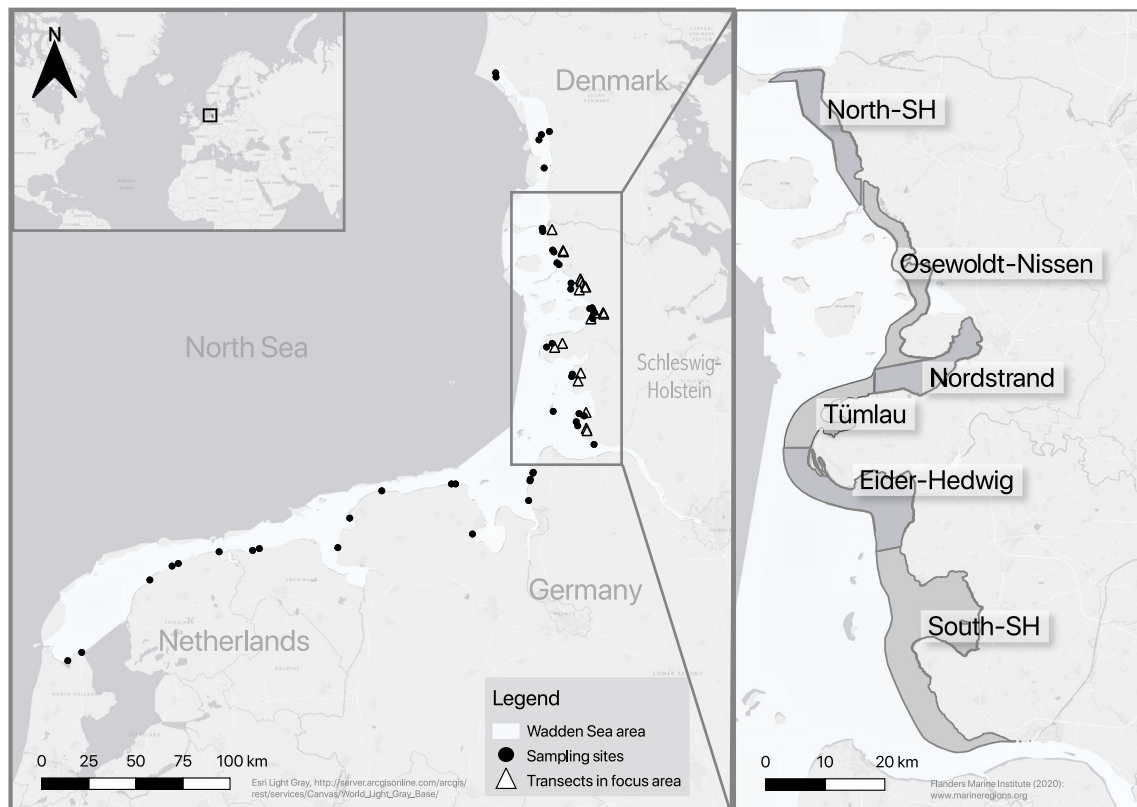 N
Denmark
North Sea
Schleswig-
Holstein
Germany
Netherlands
Legend
Wadden Sea area
Sampling sites
Transects in focus area
0 25 50 75 100 km
Esri Light Gray, http://server.arcgisonline.com/arcgis/
rest/services/Canvas/World_Light_Gray_Base/
North-SH
Osewoldt-Nissen
Nordstrand
Tümlau
Eider-Hedwig
South-SH
0 10 20 km
Flanders Marine Institute (2020):
www.marineregions.org